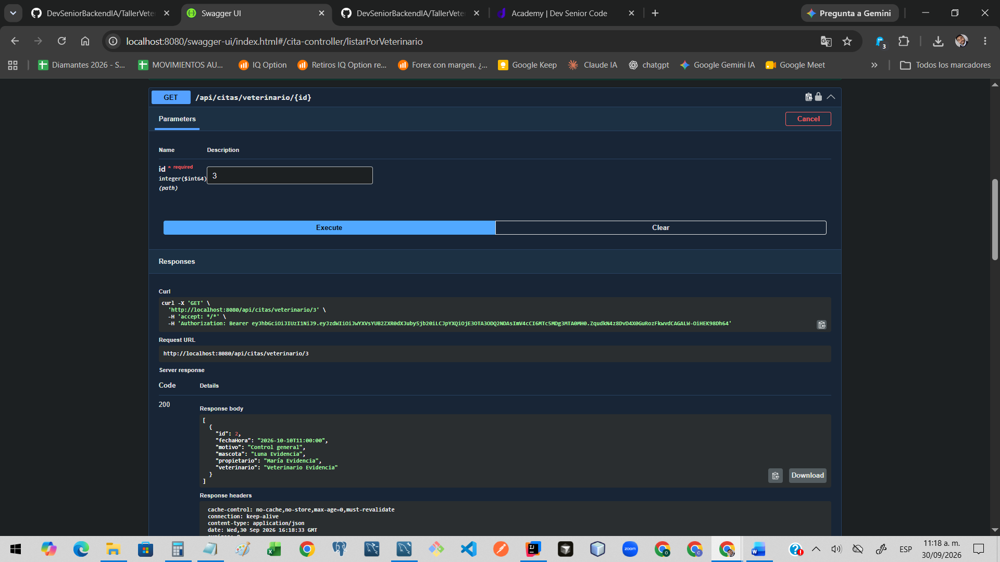 DevSeniorBackendIA/TallerVeter
Swagger UI
DevSeniorBackendIA/TallerVete
Academy | Dev Senior Code
Pregunta a Gemini
localhost:8080/swagger-ui/index.html#/cita-controller/listarPorVeterinario
3
Diamantes 2026 - S...
MOVIMIENTOS AU...
IQ Option
Retiros IQ Option re...
Forex con margen. ¿...
Google Keep
Claude IA
chatgpt
Google Gemini IA
Google Meet
Todos los marcadores
GET /api/citas/veterinario/{id}
Parameters
Cancel
Name Description
id * required
integer($int64)
(path)
3
Execute
Clear
Responses
Curl
curl -X 'GET' \
'http://localhost:8080/api/citas/veterinario/3' \
-H 'accept: */*' \
-H 'Authorization: Bearer eyJhbGciOiJIUzI1NiJ9.eyJzdWIiOiJwYXVsYUB2ZXR0dXJuby5jb20iLCJpYXQiOjE3OTA3ODQ2NDAsImV4cCI6MTc5MDg3MTA0MH0.ZqudkN4z8DvD4X0GuRozFkwvdCAGALW-OiHEK98Dh64'
Request URL
http://localhost:8080/api/citas/veterinario/3
Server response
Code Details
200
Response body
[
{
"id": 2,
"fechaHora": "2026-10-10T11:00:00",
"motivo": "Control general",
"mascota": "Luna Evidencia",
"propietario": "María Evidencia",
"veterinario": "Veterinario Evidencia"
}
]
Download
Response headers
cache-control: no-cache,no-store,max-age=0,must-revalidate
connection: keep-alive
content-type: application/json
date: Wed,30 Sep 2026 16:18:33 GMT
zoom
ESP
11:18 a. m.
30/09/2026